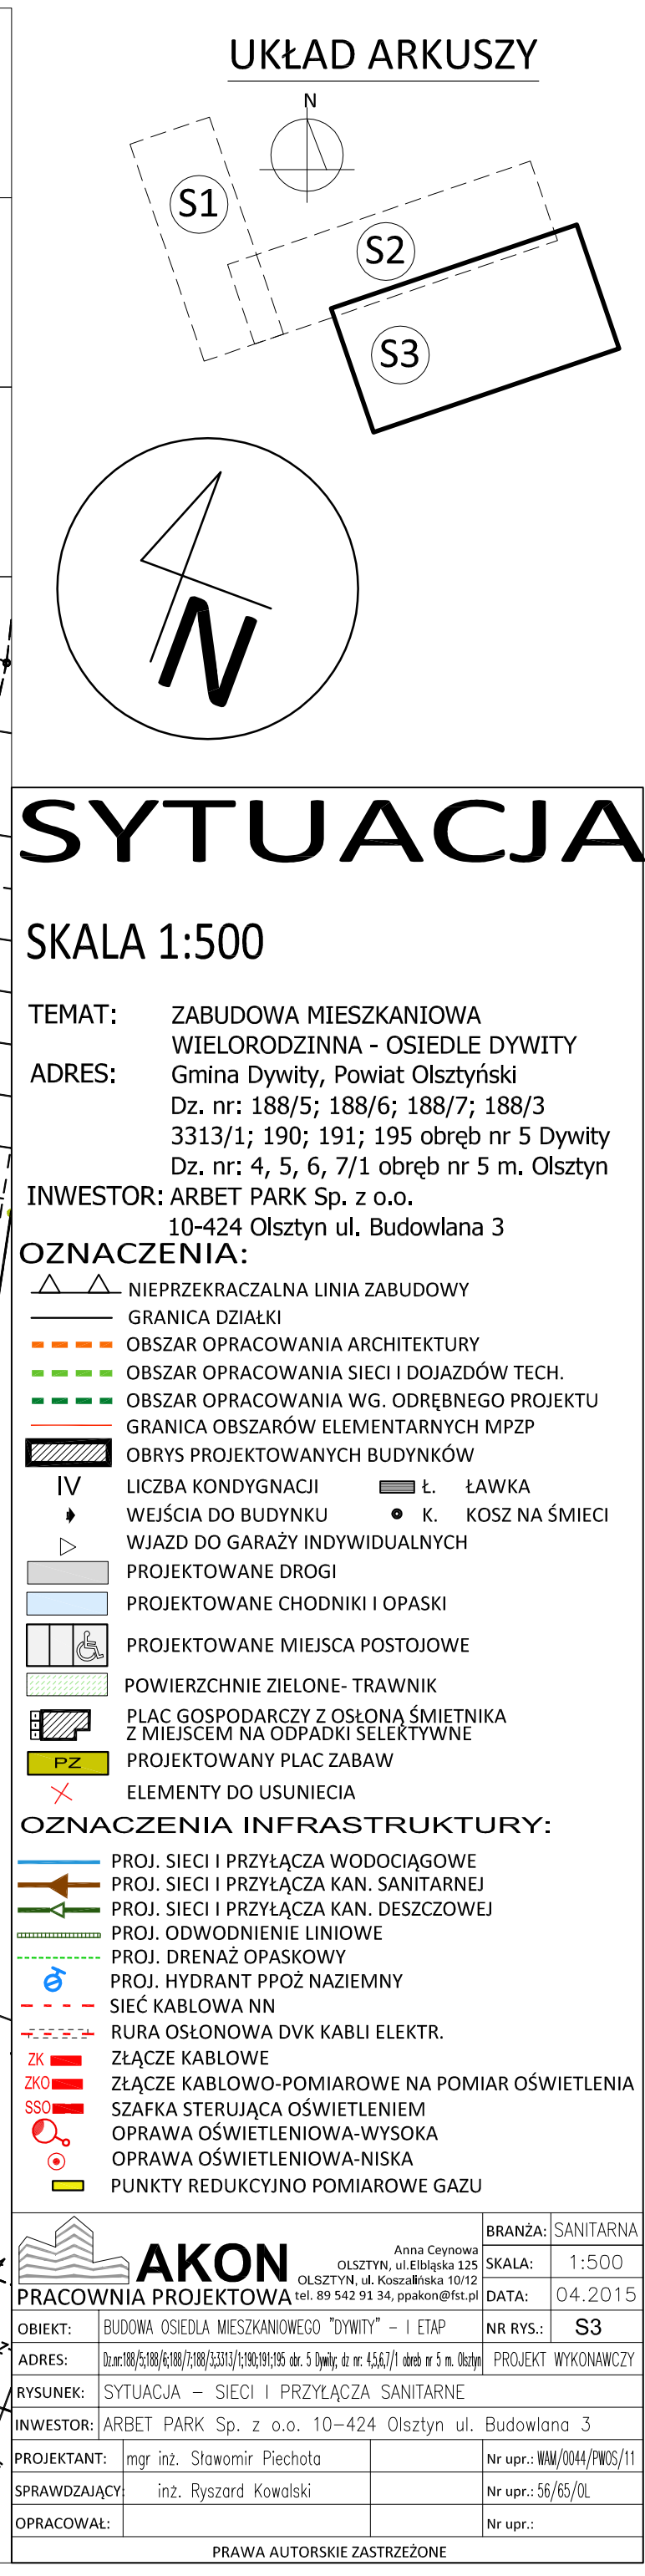 UKŁAD ARKUSZY
N
S1
S2
S3
N
SYTUACJA
SKALA 1:500
TEMAT: ZABUDOWA MIESZKANIOWA
WIELORODZINNA - OSIEDLE DYWITY
ADRES: Gmina Dywity, Powiat Olsztyński
Dz. nr: 188/5; 188/6; 188/7; 188/3
3313/1; 190; 191; 195 obręb nr 5 Dywity
Dz. nr: 4, 5, 6, 7/1 obręb nr 5 m. Olsztyn
INWESTOR: ARBET PARK Sp. z o.o.
10-424 Olsztyn ul. Budowlana 3
OZNACZENIA:
NIEPRZEKRACZALNA LINIA ZABUDOWY
GRANICA DZIAŁKI
OBSZAR OPRACOWANIA ARCHITEKTURY
OBSZAR OPRACOWANIA SIECI I DOJAZDÓW TECH.
OBSZAR OPRACOWANIA WG. ODRĘBNEGO PROJEKTU
GRANICA OBSZARÓW ELEMENTARNYCH MPZP
OBRYS PROJEKTOWANYCH BUDYNKÓW
IV LICZBA KONDYGNACJI Ł. ŁAWKA
WEJŚCIA DO BUDYNKU K. KOSZ NA ŚMIECI
WJAZD DO GARAŻY INDYWIDUALNYCH
PROJEKTOWANE DROGI
PROJEKTOWANE CHODNIKI I OPASKI
PROJEKTOWANE MIEJSCA POSTOJOWE
POWIERZCHNIE ZIELONE- TRAWNIK
PLAC GOSPODARCZY Z OSŁONĄ ŚMIETNIKA
Z MIEJSCEM NA ODPADKI SELEKTYWNE
PZ PROJEKTOWANY PLAC ZABAW
ELEMENTY DO USUNIECIA
OZNACZENIA INFRASTRUKTURY:
PROJ. SIECI I PRZYŁĄCZA WODOCIĄGOWE
PROJ. SIECI I PRZYŁĄCZA KAN. SANITARNEJ
PROJ. SIECI I PRZYŁĄCZA KAN. DESZCZOWEJ
PROJ. ODWODNIENIE LINIOWE
PROJ. DRENAŻ OPASKOWY
PROJ. HYDRANT PPOŻ NAZIEMNY
SIEĆ KABLOWA NN
RURA OSŁONOWA DVK KABLI ELEKTR.
ZK ZŁĄCZE KABLOWE
ZKO ZŁĄCZE KABLOWO-POMIAROWE NA POMIAR OŚWIETLENIA
SSO SZAFKA STERUJĄCA OŚWIETLENIEM
OPRAWA OŚWIETLENIOWA-WYSOKA
OPRAWA OŚWIETLENIOWA-NISKA
PUNKTY REDUKCYJNO POMIAROWE GAZU
AKON
PRACOWNIA PROJEKTOWA
Anna Ceynowa
OLSZTYN, ul.Elbląska 125
OLSZTYN, ul. Koszalińska 10/12
tel. 89 542 91 34, ppakon@fst.pl
BRANŻA: SANITARNA
SKALA: 1:500
DATA: 04.2015
OBIEKT: BUDOWA OSIEDLA MIESZKANIOWEGO "DYWITY" – I ETAP NR RYS.: S3
ADRES: Dz.nr:188/5;188/6;188/7;188/3;3313/1;190;191;195 obr. 5 Dywity; dz nr: 4,5,6,7/1 obreb nr 5 m. Olsztyn PROJEKT WYKONAWCZY
RYSUNEK: SYTUACJA – SIECI I PRZYŁĄCZA SANITARNE
INWESTOR: ARBET PARK Sp. z o.o. 10–424 Olsztyn ul. Budowlana 3
PROJEKTANT: mgr inż. Sławomir Piechota Nr upr.: WAM/0044/PWOS/11
SPRAWDZAJĄCY: inż. Ryszard Kowalski Nr upr.: 56/65/OL
OPRACOWAŁ: Nr upr.:
PRAWA AUTORSKIE ZASTRZEŻONE